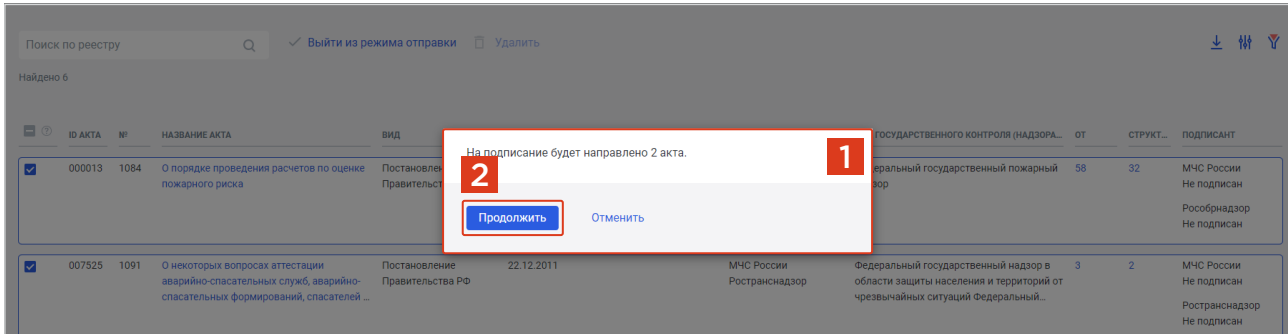 Поиск по реестру
Выйти из режима отправки
Удалить
Найдено 6
ID АКТА
№
НАЗВАНИЕ АКТА
ВИД
ГОСУДАРСТВЕННОГО КОНТРОЛЯ (НАДЗОРА...
ОТ
СТРУКТ...
ПОДПИСАНТ
На подписание будет направлено 2 акта.
1
2
Продолжить
Отменить
000013
1084
О порядке проведения расчетов по оценке
пожарного риска
государственный пожарный
58
32
МЧС России
Не подписан
Рособрнадзор
Не подписан
007525
1091
О некоторых вопросах аттестации
аварийно-спасательных служб, аварийно-
спасательных формирований, спасателей ...
Постановление
Правительства РФ
22.12.2011
МЧС России
Ространснадзор
Федеральный государственный надзор в
области защиты населения и территорий от
чрезвычайных ситуаций Федеральный...
3
2
МЧС России
Не подписан
Ространснадзор
Не подписан